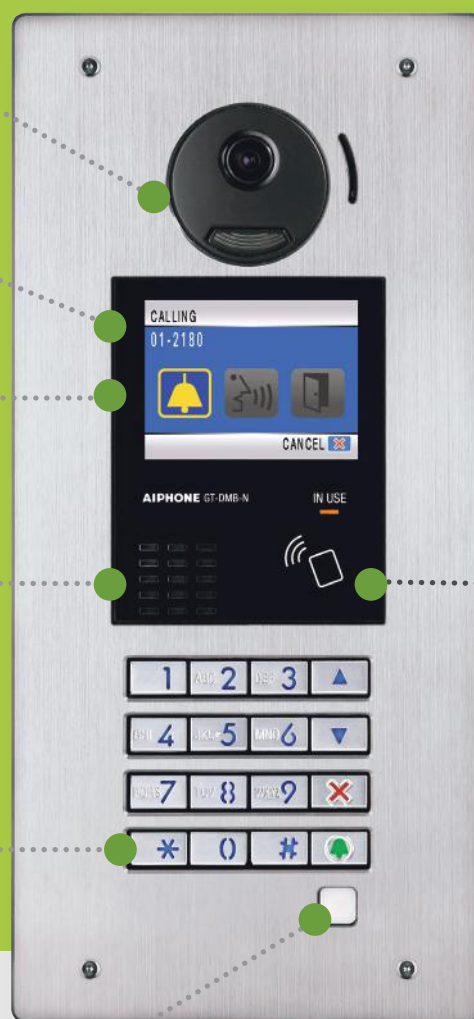 CALLING
01-2180
CANCEL
AIPHONE GT-DMB-N
IN USE
1 ABC 2 DEF 3
GHI 4 JKL 5 MNO 6
PQRS 7 TUV 8 WXYZ 9
* 0 #